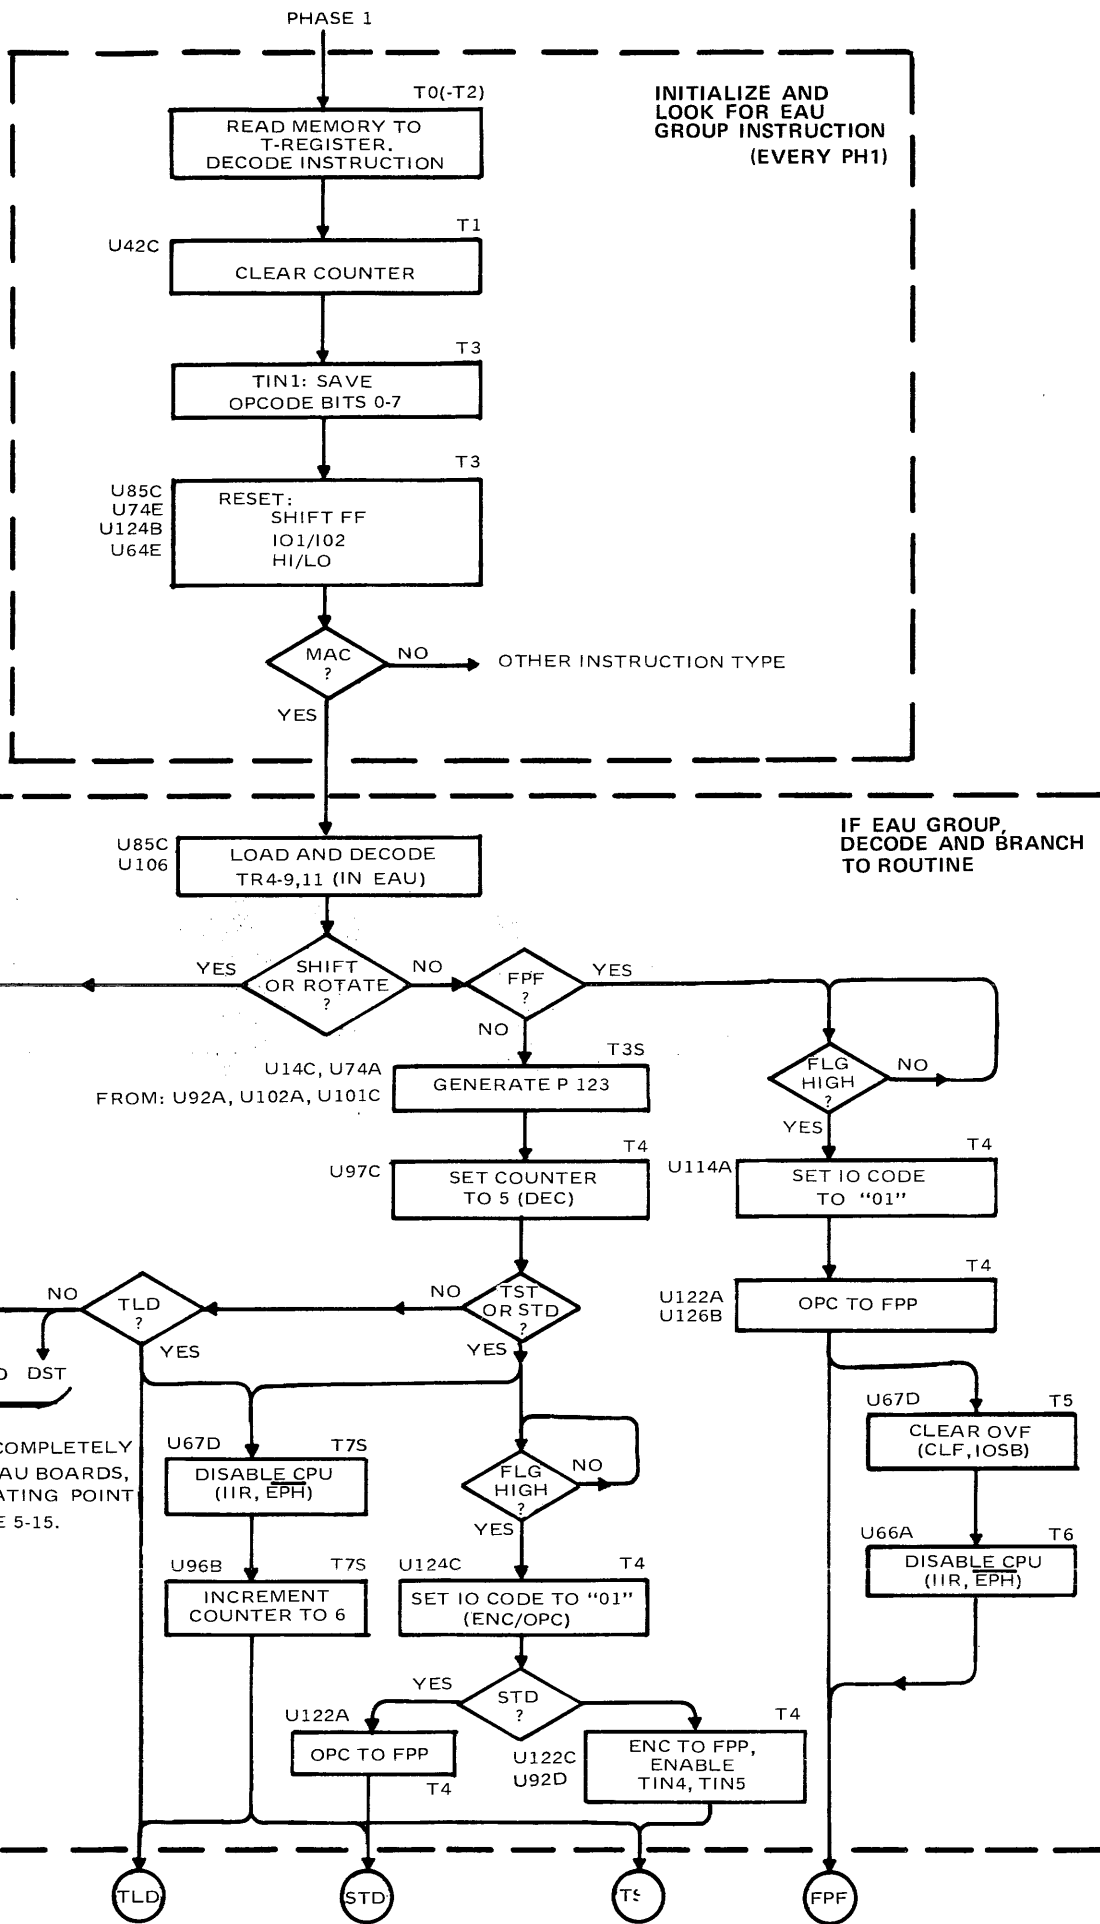 PHASE 1
T0(-T2)
READ MEMORY TO
T-REGISTER.
DECODE INSTRUCTION
INITIALIZE AND
LOOK FOR EAU
GROUP INSTRUCTION
(EVERY PH1)
T1
U42C
CLEAR COUNTER
T3
TIN1: SAVE
OPCODE BITS 0-7
T3
U85C
U74E
U124B
U64E
RESET:
SHIFT FF
IO1/IO2
HI/LO
MAC
?
NO
OTHER INSTRUCTION TYPE
YES
IF EAU GROUP,
DECODE AND BRANCH
TO ROUTINE
U85C
U106
LOAD AND DECODE
TR4-9,11 (IN EAU)
YES
SHIFT
OR ROTATE
?
NO
FPF
?
YES
NO
FLG
HIGH
?
NO
YES
T3S
U14C, U74A
FROM: U92A, U102A, U101C
GENERATE P 123
T4
U97C
SET COUNTER
TO 5 (DEC)
T4
U114A
SET IO CODE
TO "01"
T4
U122A
U126B
OPC TO FPP
NO
TLD
?
YES
NO
TST
OR STD
?
YES
D DST
COMPLETELY
AU BOARDS,
ATING POINT
E 5-15.
U67D
T7S
DISABLE CPU
(IIR, EPH)
U96B
T7S
INCREMENT
COUNTER TO 6
FLG
HIGH
?
NO
YES
U124C
T4
SET IO CODE TO "01"
(ENC/OPC)
U67D
T5
CLEAR OVF
(CLF, IOSB)
U66A
T6
DISABLE CPU
(IIR, EPH)
YES
STD
?
U122A
OPC TO FPP
T4
T4
U122C
U92D
ENC TO FPP,
ENABLE
TIN4, TIN5
TLD
STD
FPF